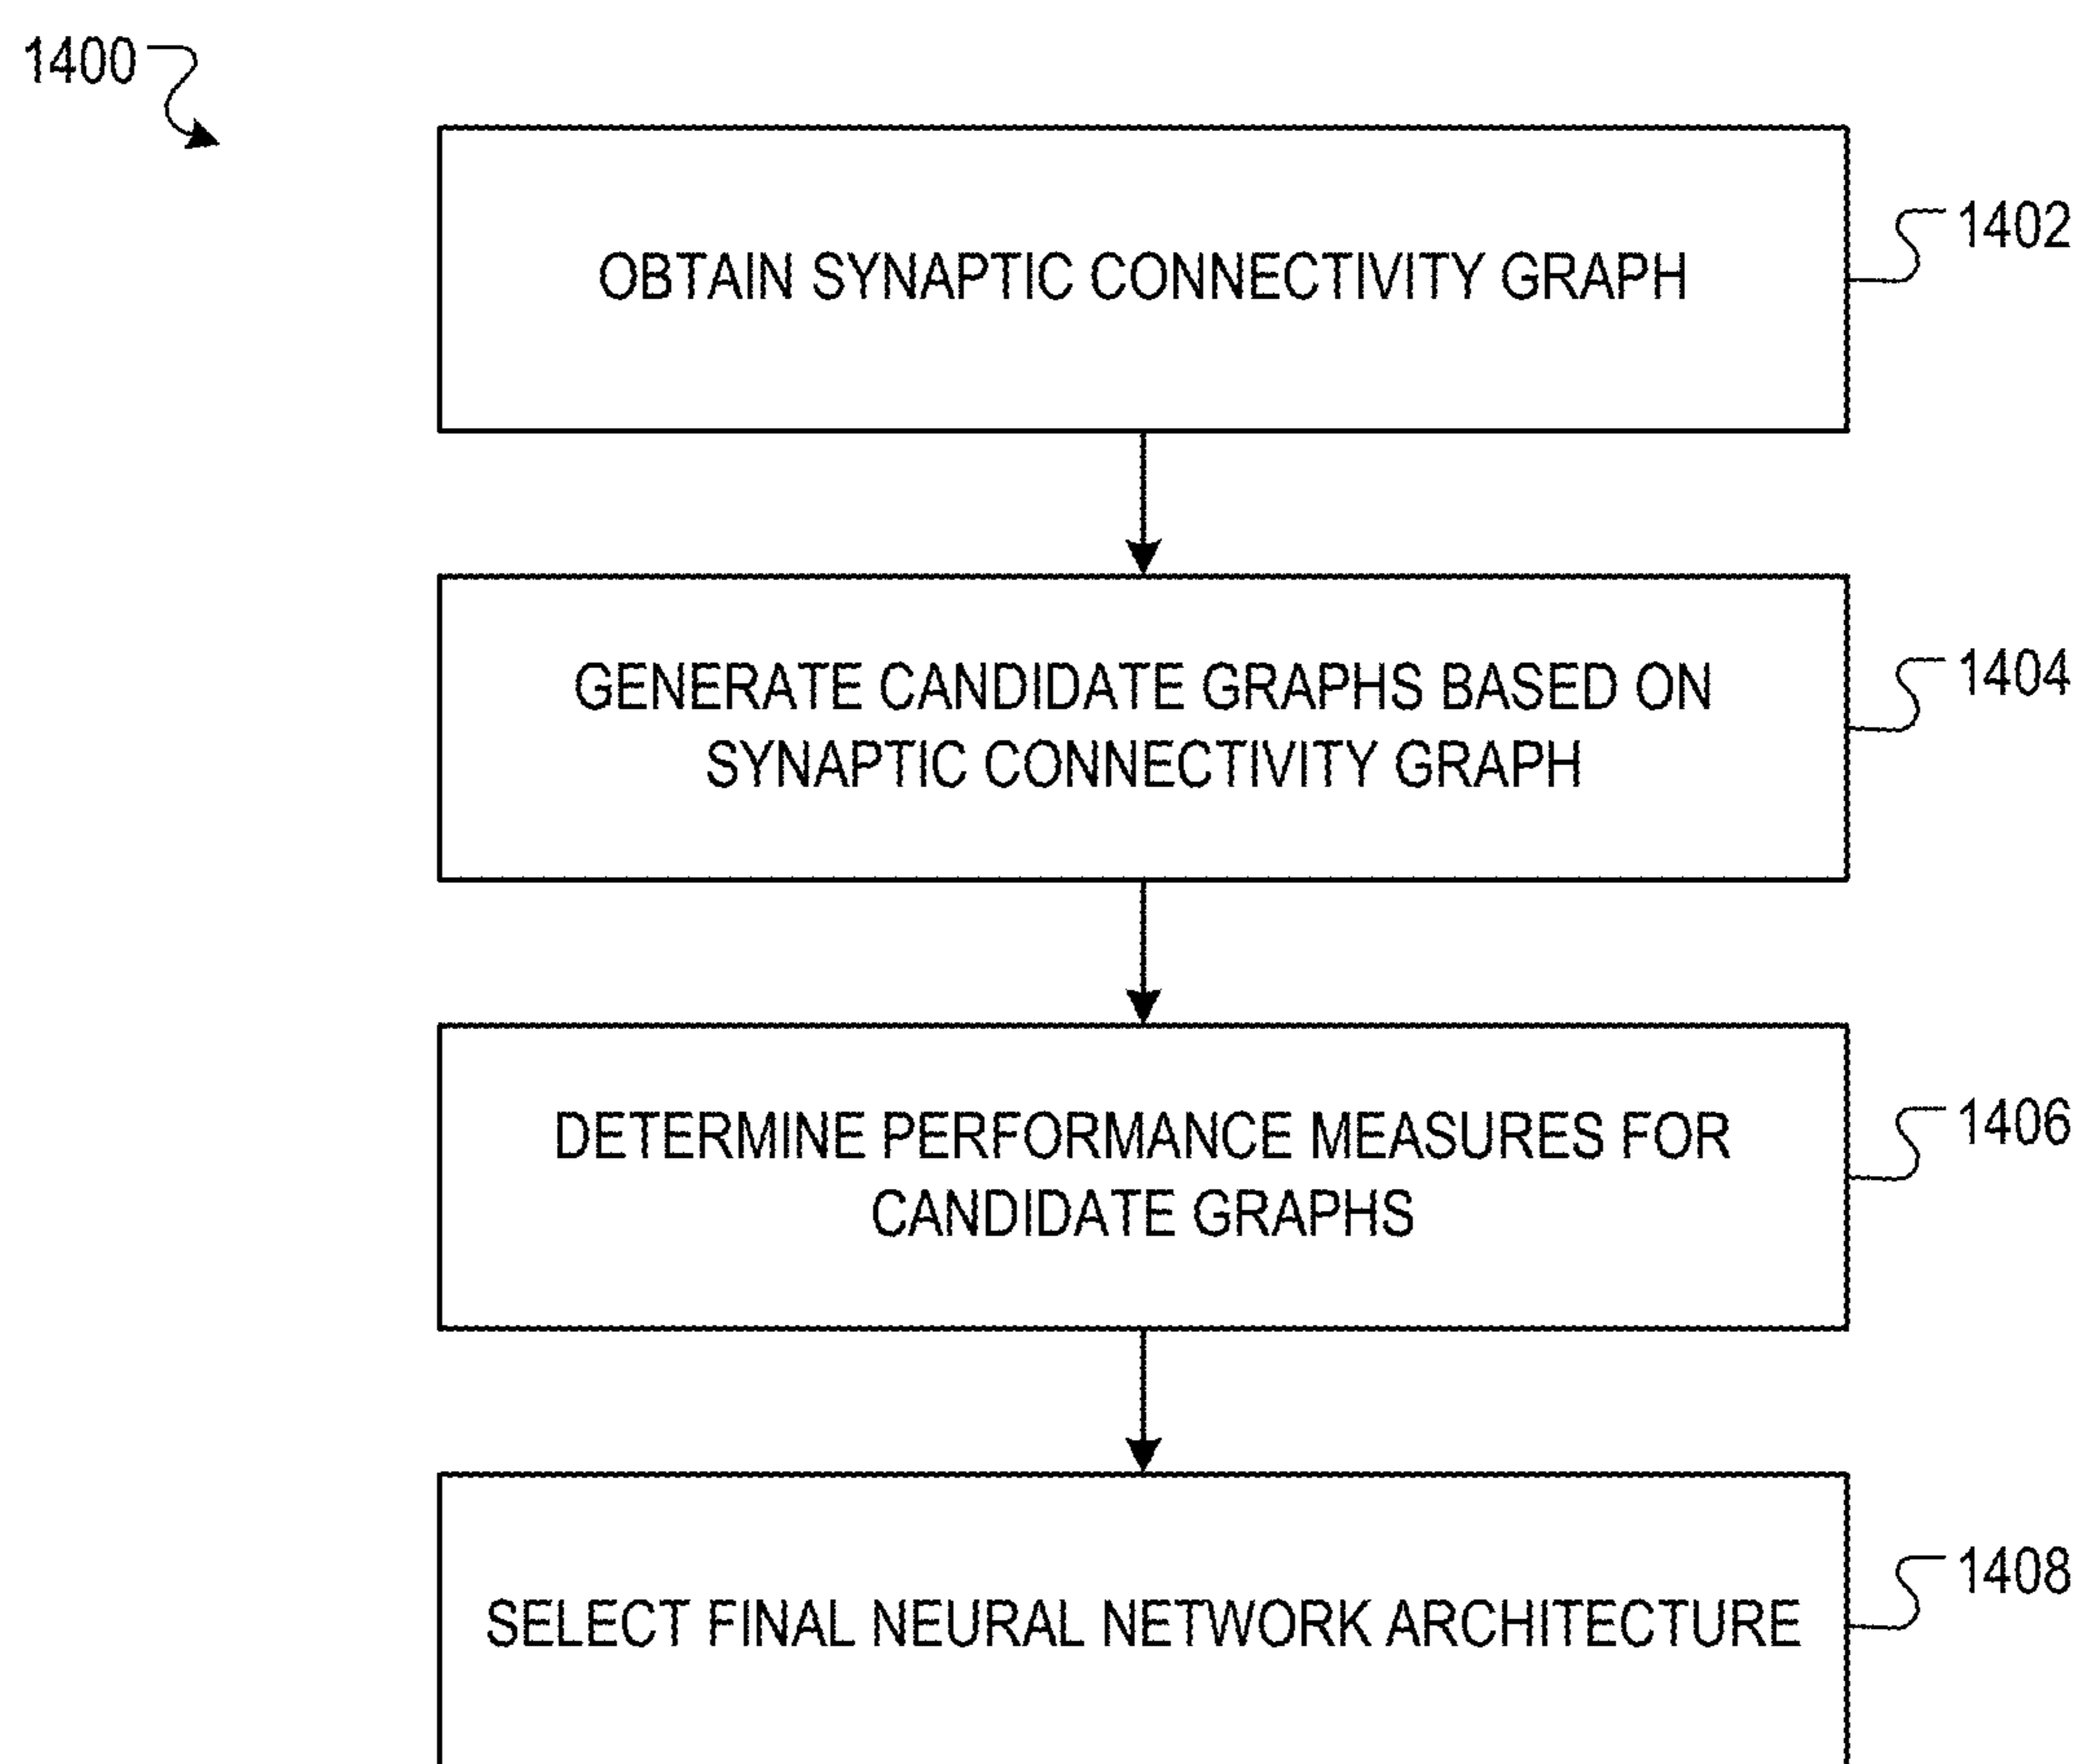 1400
OBTAIN SYNAPTIC CONNECTIVITY GRAPH
1402
GENERATE CANDIDATE GRAPHS BASED ON
SYNAPTIC CONNECTIVITY GRAPH
1404
DETERMINE PERFORMANCE MEASURES FOR
CANDIDATE GRAPHS
1406
SELECT FINAL NEURAL NETWORK ARCHITECTURE
1408